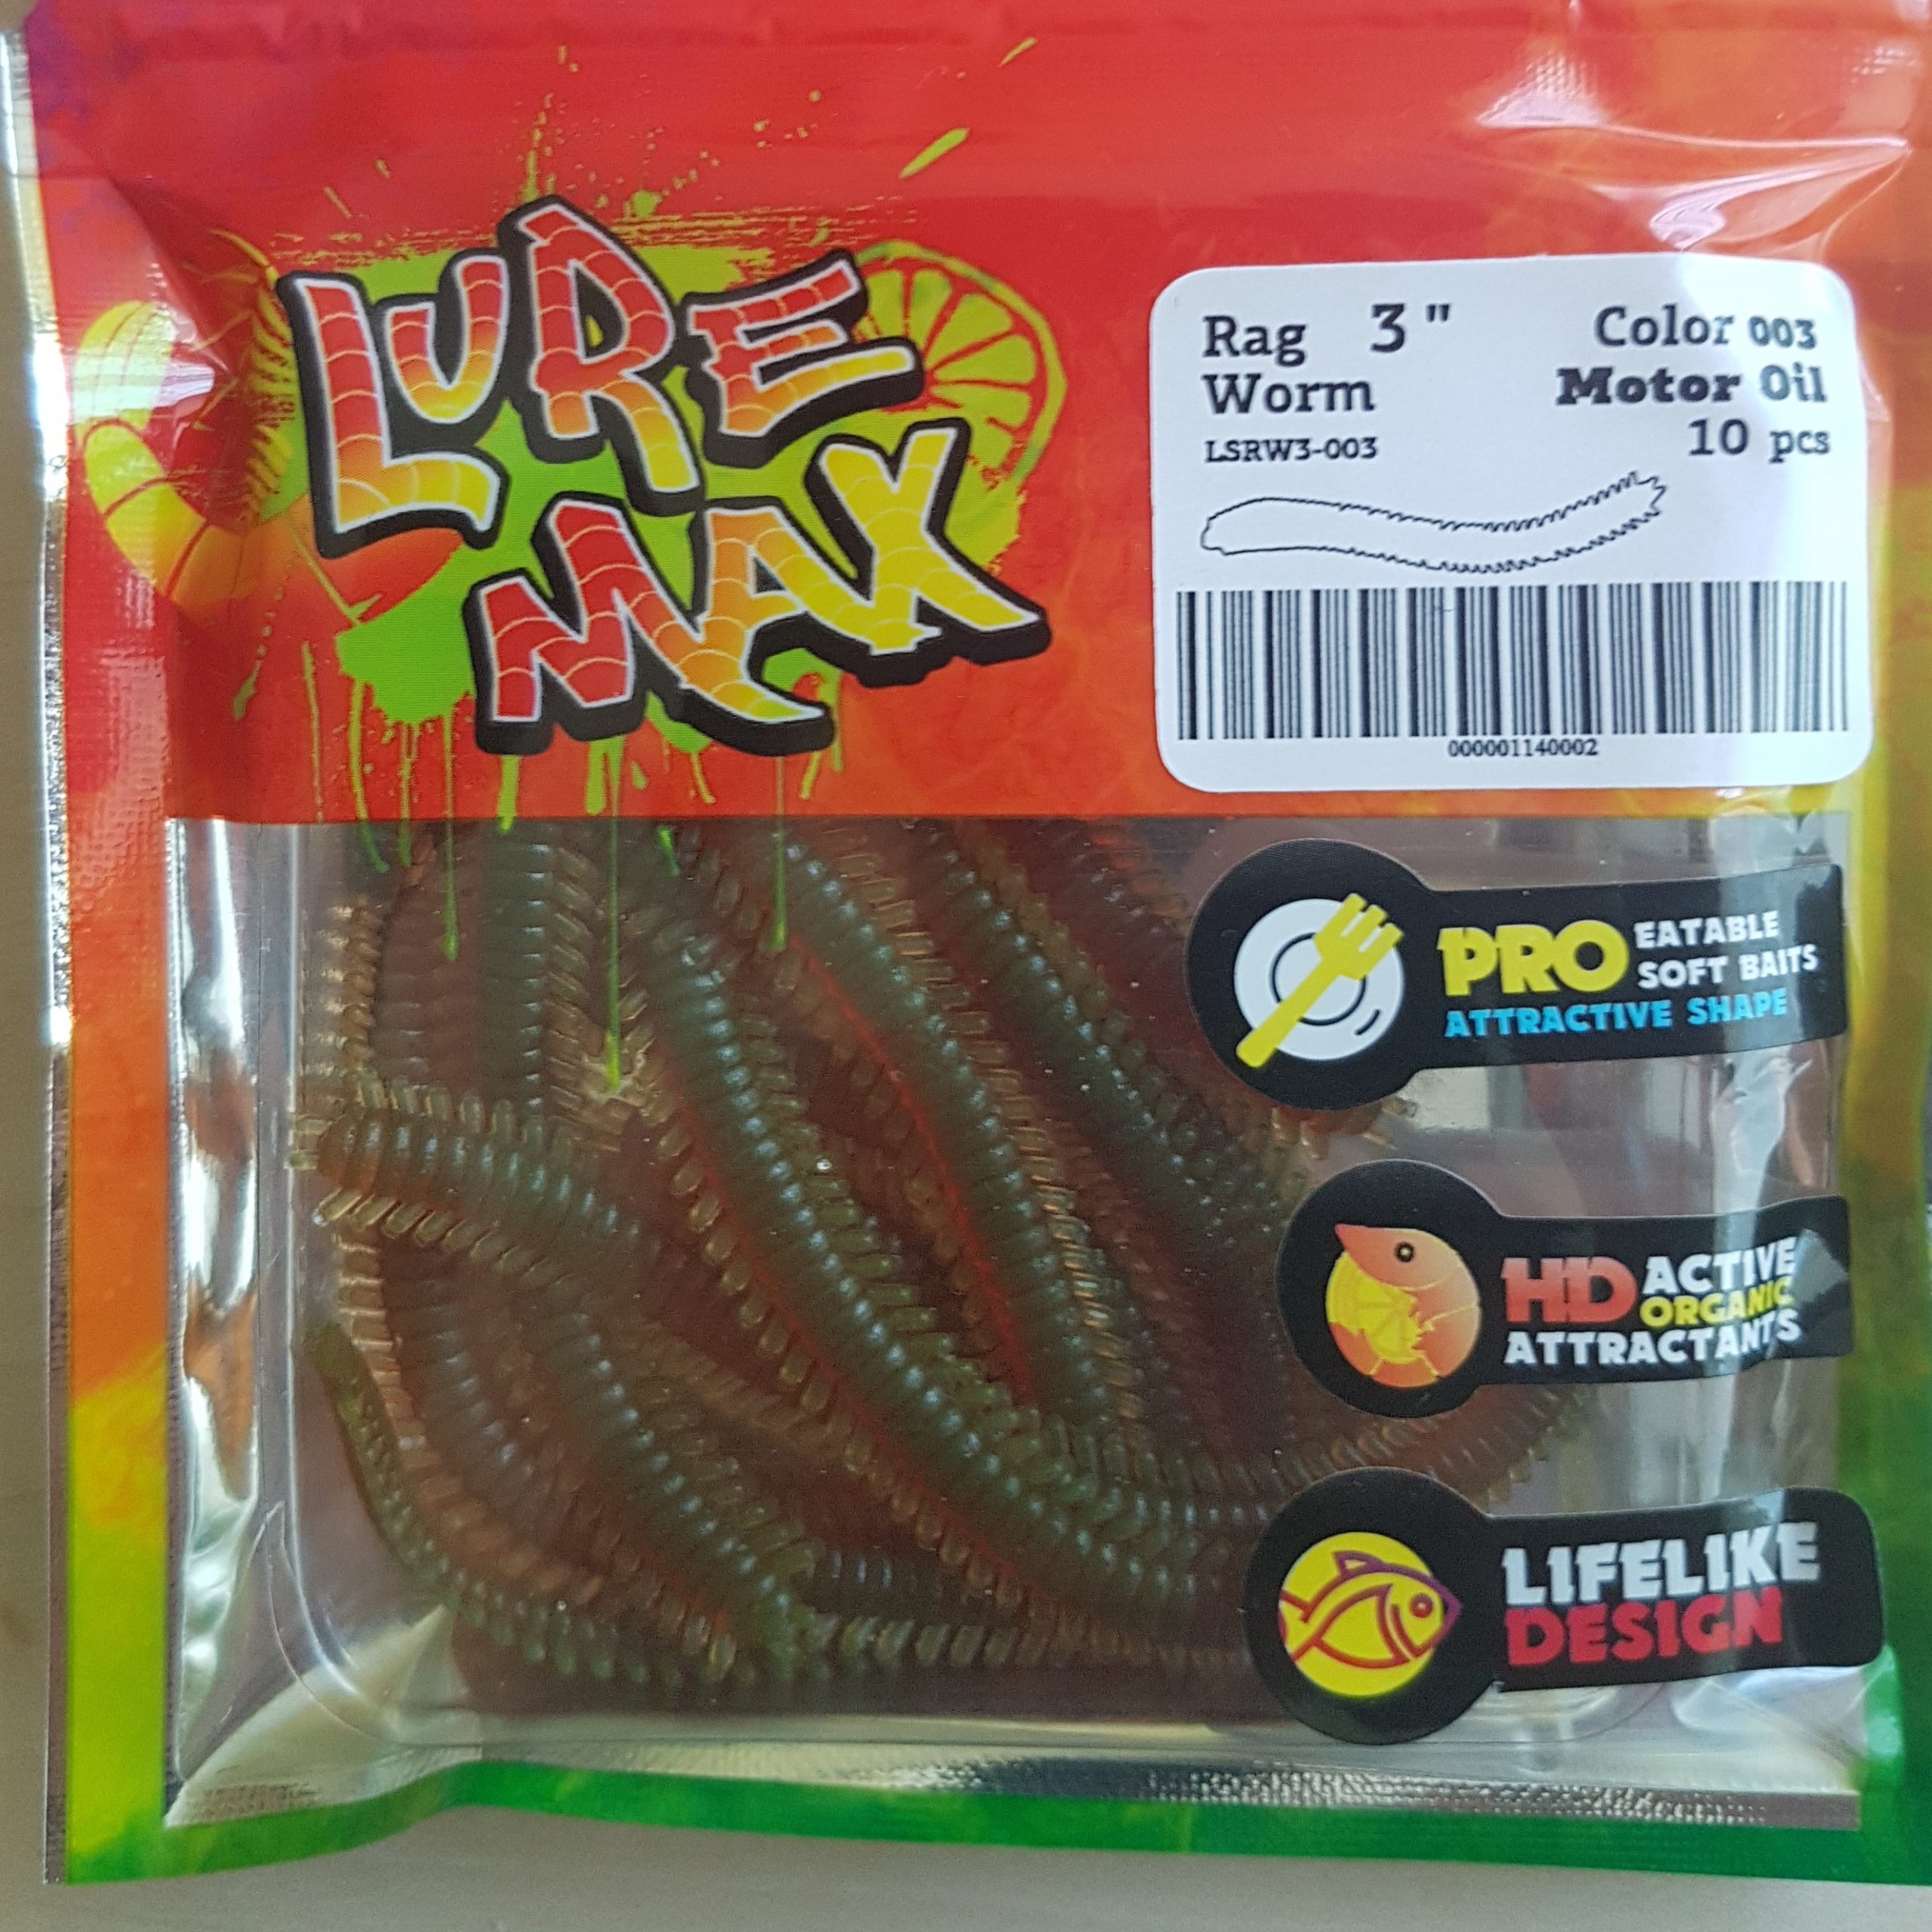 LURE
MAX
Rag 3" Color 003
Worm Motor Oil
LSRW3-003 10 pcs
000001140002
PRO EATABLE
SOFT BAITS
ATTRACTIVE SHAPE
HD ACTIVE
ORGANIC
ATTRACTANTS
LIFELIKE
DESIGN